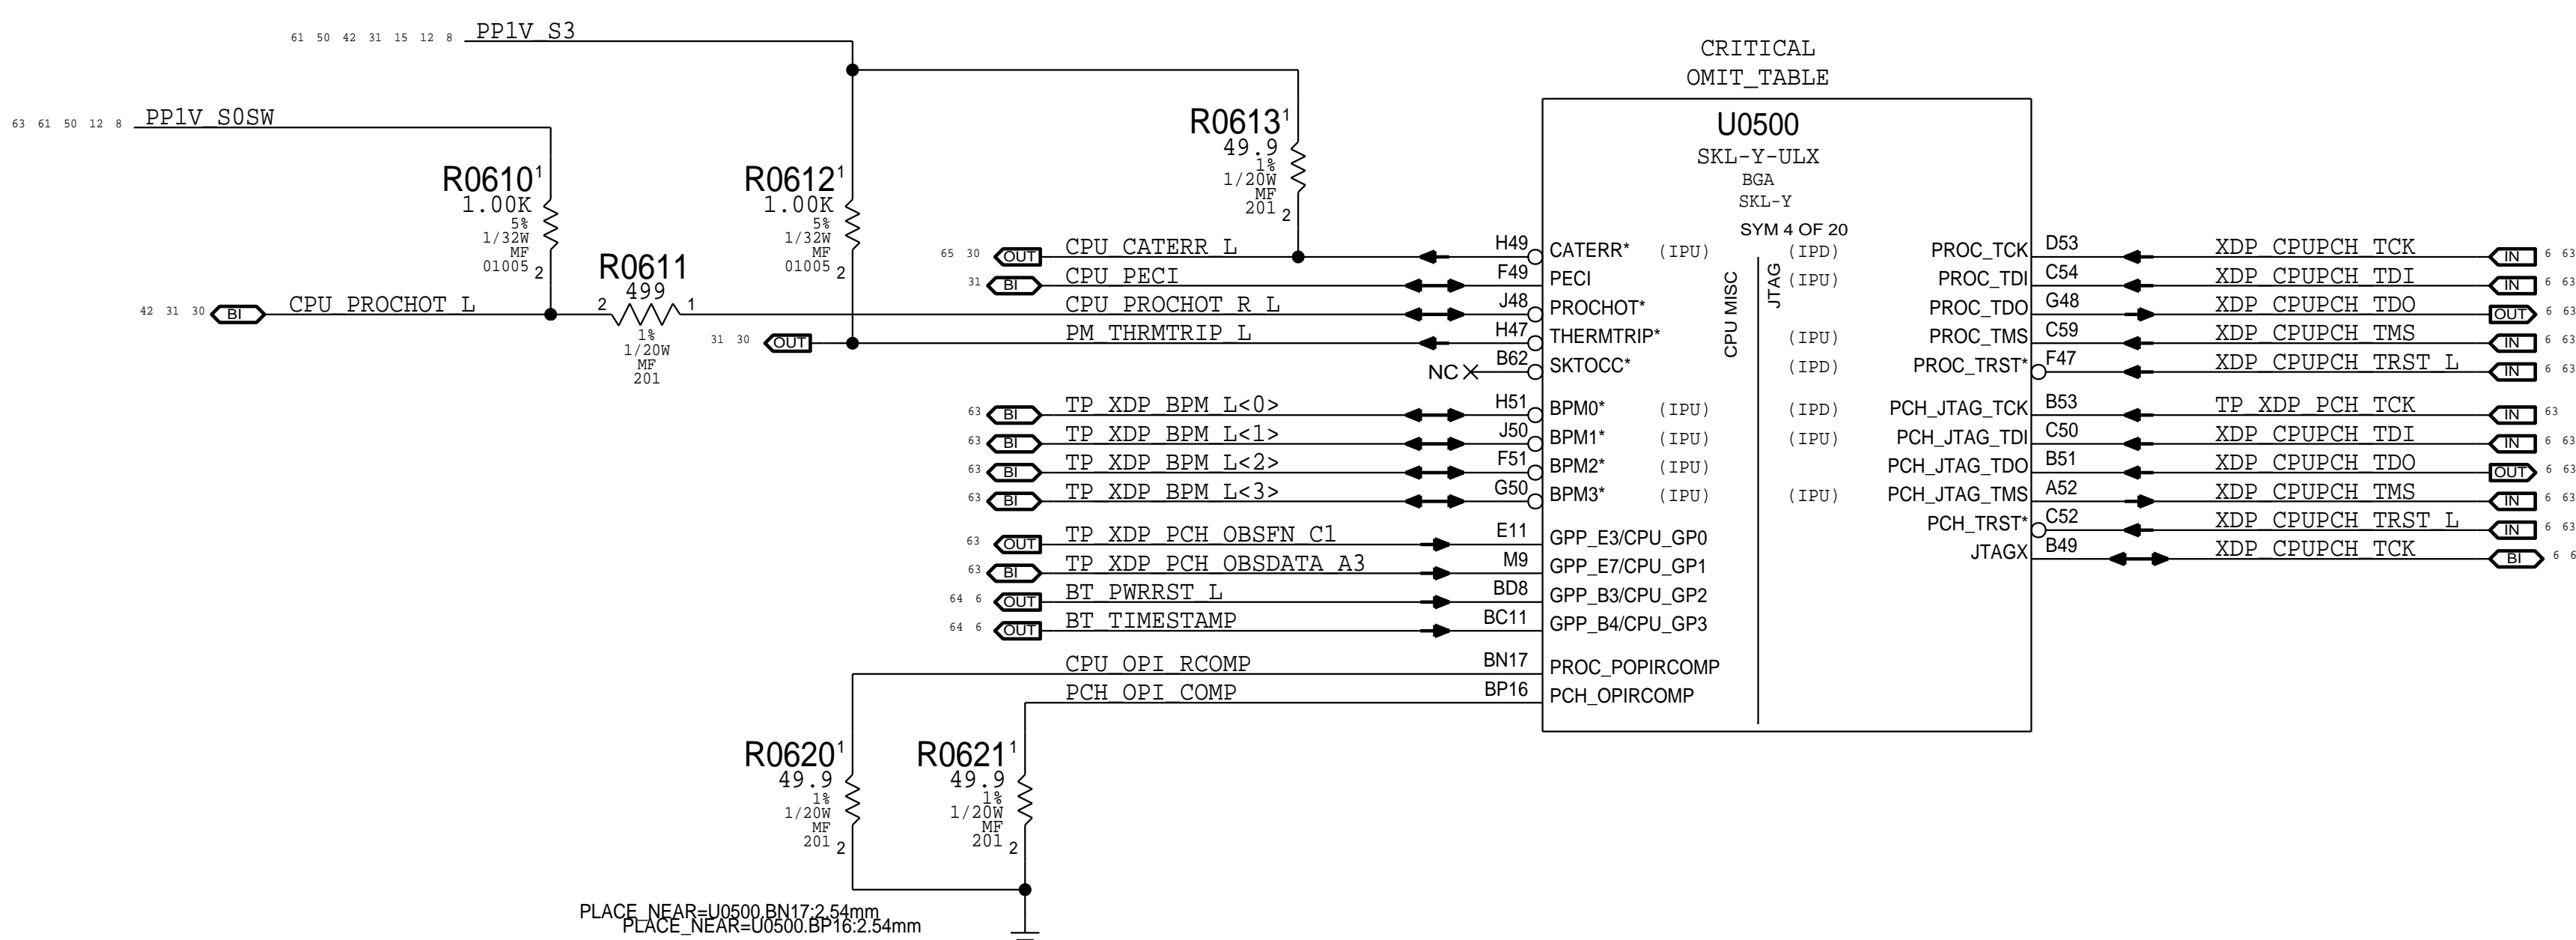 61 50 42 31 15 12 8 PP1V_S3
63 61 50 12 8 PP1V_S0SW
CRITICAL
OMIT_TABLE
U0500
SKL-Y-ULX
BGA
SKL-Y
SYM 4 OF 20
CPU MISC
JTAG
R0610 1
1.00K
5%
1/32W
MF
01005 2
R0612 1
1.00K
5%
1/32W
MF
01005 2
R0613 1
49.9
1%
1/20W
MF
201 2
R0611
499
2 1
1%
1/20W
MF
201
65 30 OUT CPU_CATERR_L H49 CATERR* (IPU)
31 BI CPU_PECI F49 PECI
42 31 30 BI CPU_PROCHOT_L CPU_PROCHOT_R_L J48 PROCHOT*
31 30 OUT PM_THRMTRIP_L H47 THERMTRIP*
NC B62 SKTOCC*
63 BI TP_XDP_BPM_L<0> H51 BPM0* (IPU)
63 BI TP_XDP_BPM_L<1> J50 BPM1* (IPU)
63 BI TP_XDP_BPM_L<2> F51 BPM2* (IPU)
63 BI TP_XDP_BPM_L<3> G50 BPM3* (IPU)
63 OUT TP_XDP_PCH_OBSFN_C1 E11 GPP_E3/CPU_GP0
63 BI TP_XDP_PCH_OBSDATA_A3 M9 GPP_E7/CPU_GP1
64 6 OUT BT_PWRRST_L BD8 GPP_B3/CPU_GP2
64 6 OUT BT_TIMESTAMP BC11 GPP_B4/CPU_GP3
CPU_OPI_RCOMP BN17 PROC_POPIRCOMP
PCH_OPI_COMP BP16 PCH_OPIRCOMP
(IPD) PROC_TCK D53 XDP_CPUPCH_TCK IN 6 63
(IPU) PROC_TDI C54 XDP_CPUPCH_TDI IN 6 63
PROC_TDO G48 XDP_CPUPCH_TDO OUT 6 63
(IPU) PROC_TMS C59 XDP_CPUPCH_TMS IN 6 63
(IPD) PROC_TRST* F47 XDP_CPUPCH_TRST_L IN 6 63
(IPD) PCH_JTAG_TCK B53 TP_XDP_PCH_TCK IN 63
(IPU) PCH_JTAG_TDI C50 XDP_CPUPCH_TDI IN 6 63
PCH_JTAG_TDO B51 XDP_CPUPCH_TDO OUT 6 63
(IPU) PCH_JTAG_TMS A52 XDP_CPUPCH_TMS IN 6 63
PCH_TRST* C52 XDP_CPUPCH_TRST_L IN 6 63
JTAGX B49 XDP_CPUPCH_TCK BI 6
R0620 1
49.9
1%
1/20W
MF
201 2
R0621 1
49.9
1%
1/20W
MF
201 2
PLACE_NEAR=U0500.BN17:2.54mm
PLACE_NEAR=U0500.BP16:2.54mm